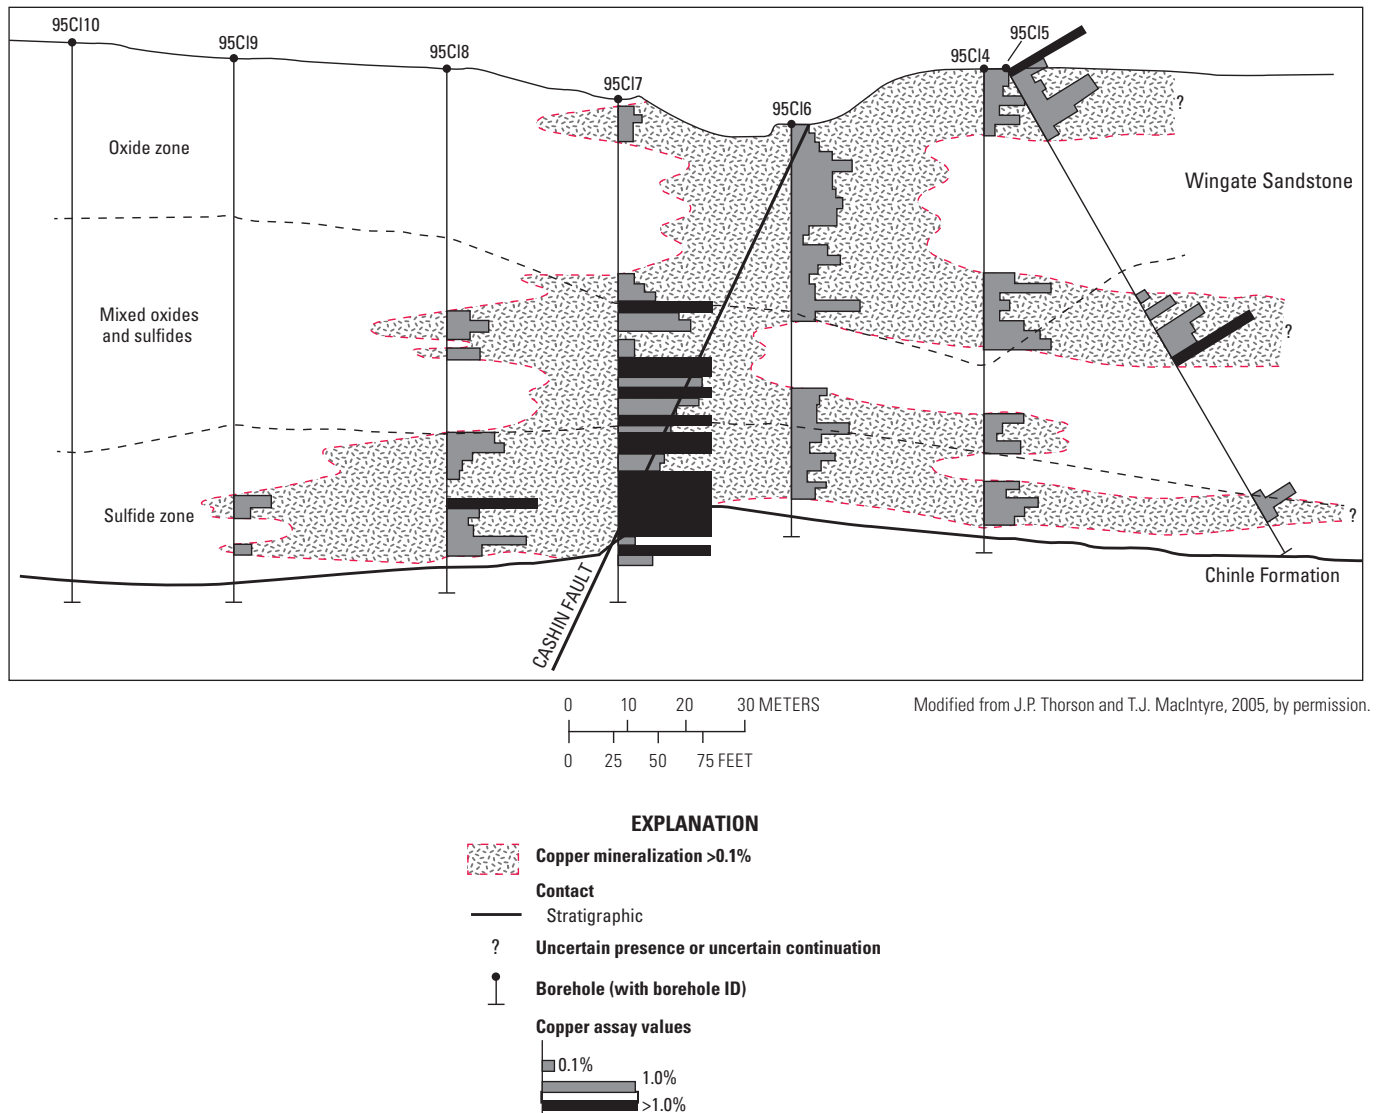 95CI10
95CI9
95CI8
95CI7
95CI6
95CI4
95CI5
Oxide zone
?
Wingate Sandstone
Mixed oxides
and sulfides
?
Sulfide zone
?
Chinle Formation
CASHIN FAULT
0 10 20 30 METERS
0 25 50 75 FEET
Modified from J.P. Thorson and T.J. MacIntyre, 2005, by permission.
EXPLANATION
Copper mineralization >0.1%
Contact
Stratigraphic
? Uncertain presence or uncertain continuation
Borehole (with borehole ID)
Copper assay values
0.1%
1.0%
>1.0%